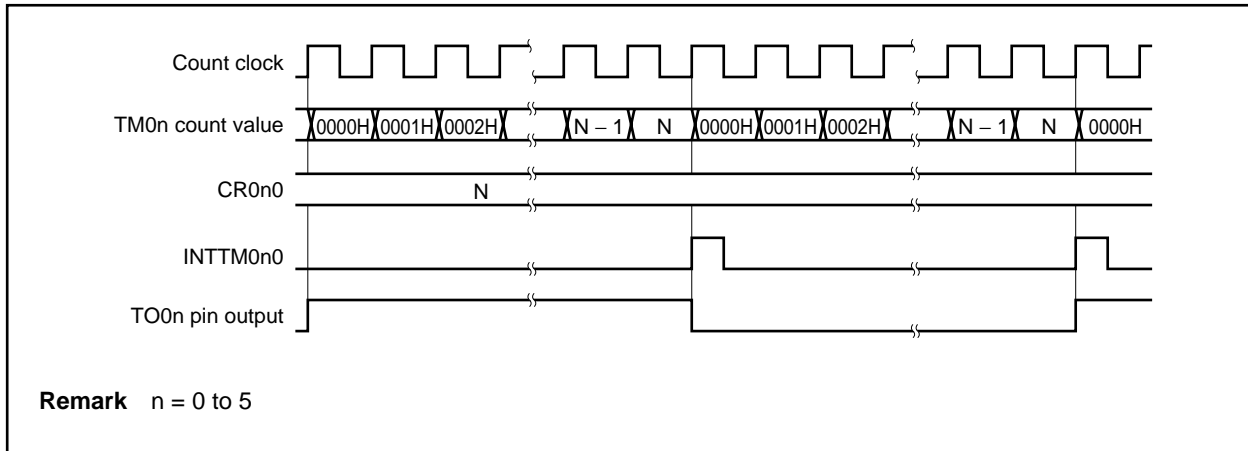 Count clock
TM0n count value 0000H 0001H 0002H N – 1 N 0000H 0001H 0002H N – 1 N 0000H
CR0n0 N
INTTM0n0
TO0n pin output
Remark n = 0 to 5